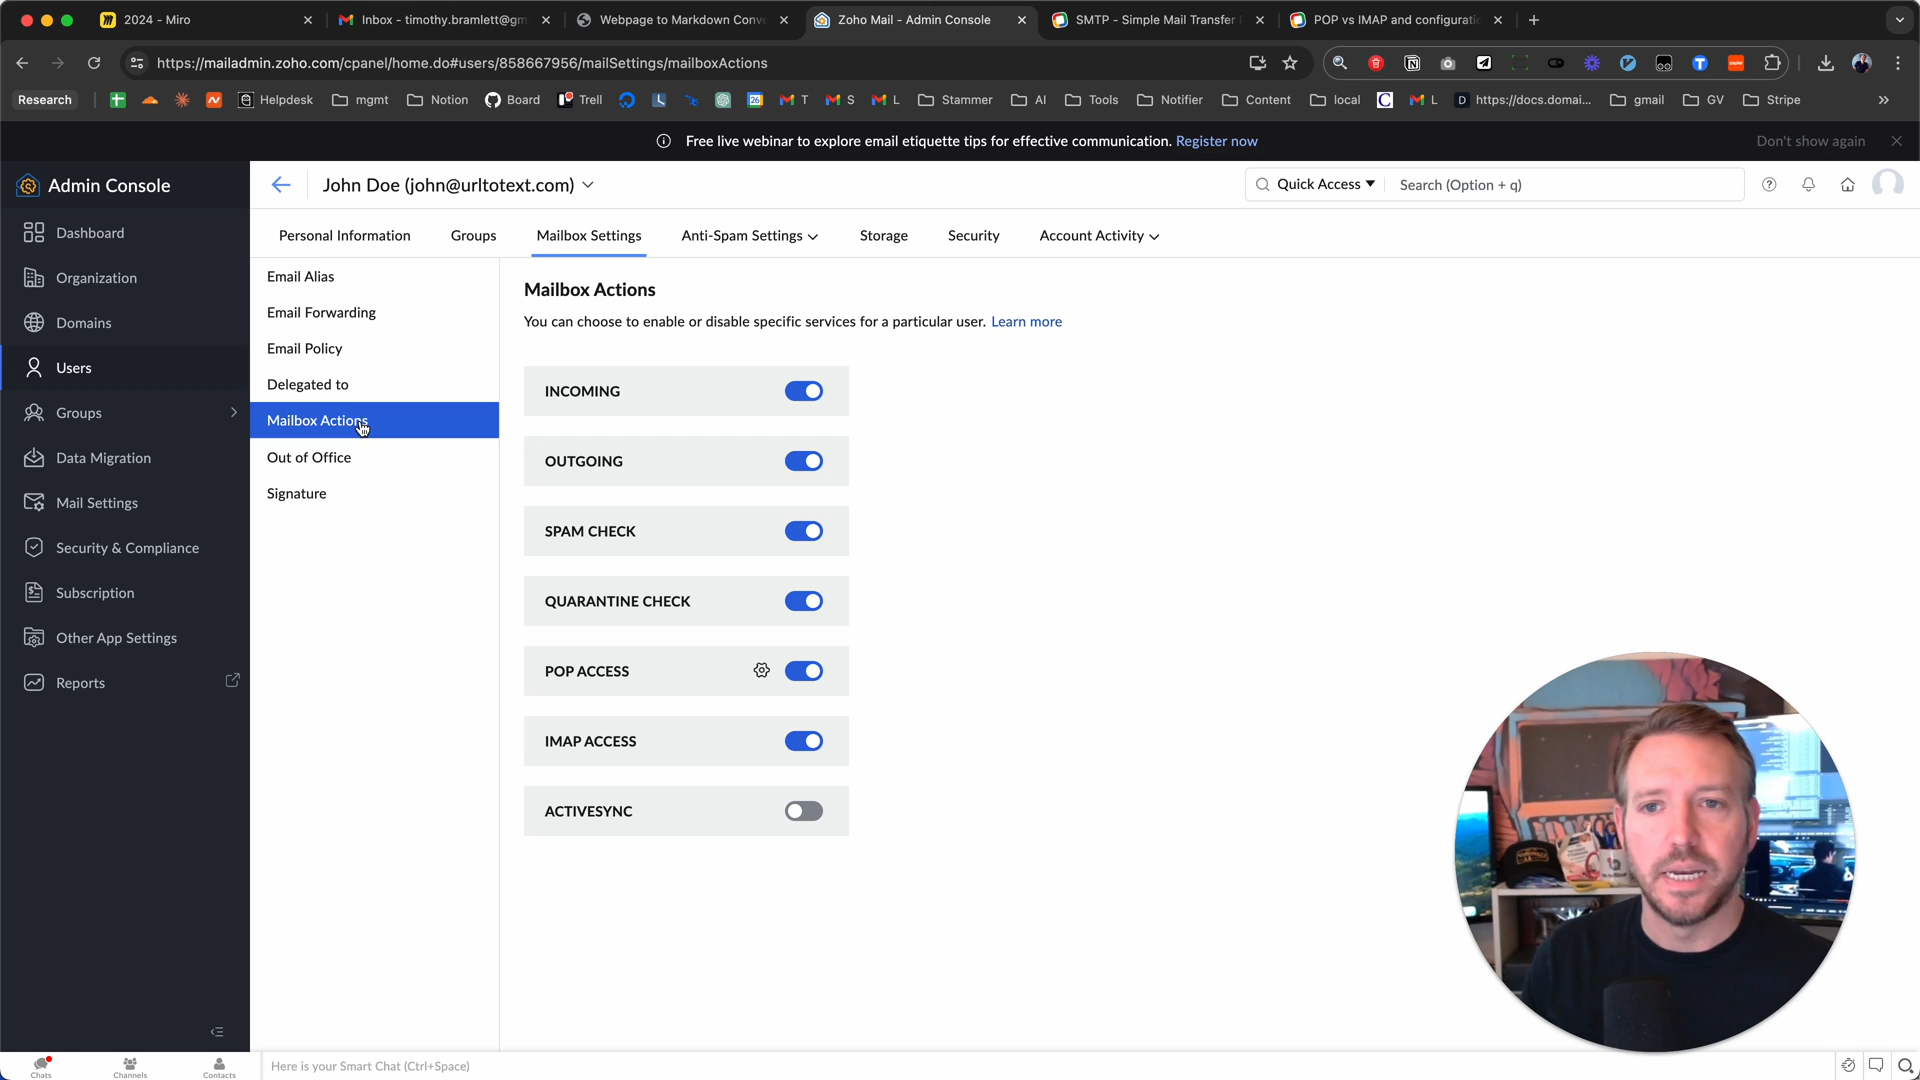 2024 - Miro
Inbox - timothy.bramlett@gm
Webpage to Markdown Conve
Zoho Mail - Admin Console
SMTP - Simple Mail Transfer
POP vs IMAP and configurati
https://mailadmin.zoho.com/cpanel/home.do#users/858667956/mailSettings/mailboxActions
Research
Helpdesk
mgmt
Notion
Board
Trell
T
S
L
Stammer
AI
Tools
Notifier
Content
local
L
https://docs.domai...
gmail
GV
Stripe
Free live webinar to explore email etiquette tips for effective communication. Register now
Don't show again
Admin Console
John Doe (john@urltotext.com)
Quick Access
Search (Option + q)
Dashboard
Organization
Domains
Users
Groups
Data Migration
Mail Settings
Security & Compliance
Subscription
Other App Settings
Reports
Personal Information
Groups
Mailbox Settings
Anti-Spam Settings
Storage
Security
Account Activity
Email Alias
Email Forwarding
Email Policy
Delegated to
Mailbox Actions
Out of Office
Signature
Mailbox Actions
You can choose to enable or disable specific services for a particular user. Learn more
INCOMING
OUTGOING
SPAM CHECK
QUARANTINE CHECK
POP ACCESS
IMAP ACCESS
ACTIVESYNC
Chats
Channels
Contacts
Here is your Smart Chat (Ctrl+Space)